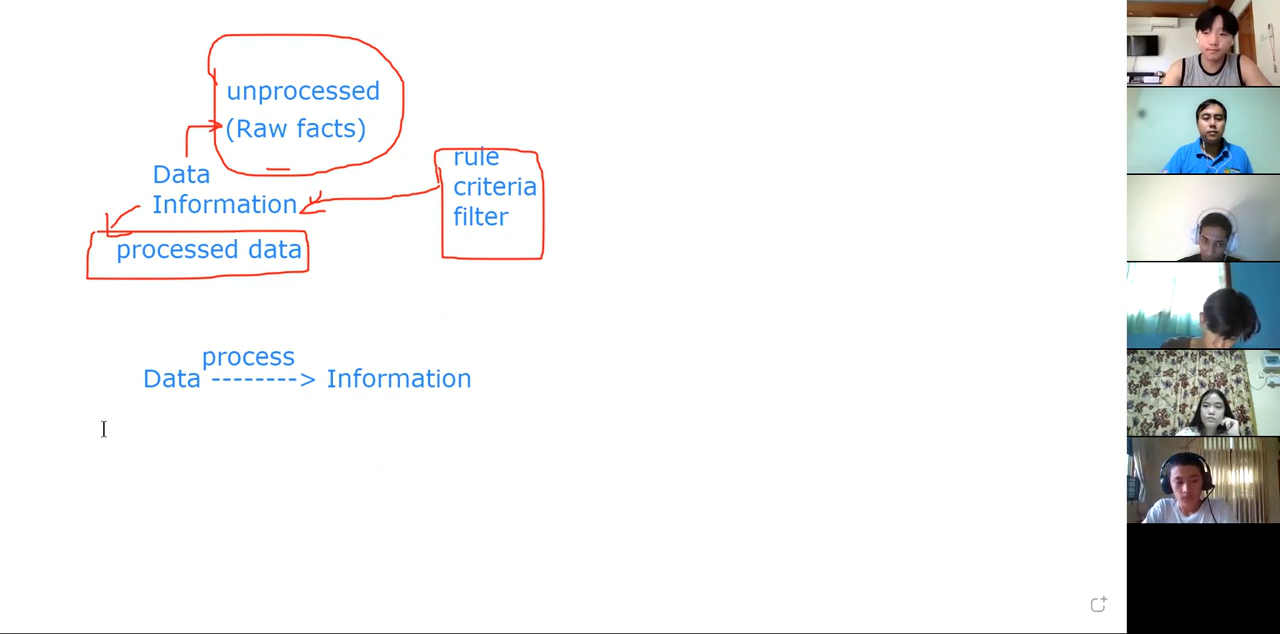 unprocessed
(Raw facts)
Data
Information
processed data
rule
criteria
filter
process
Data --------> Information